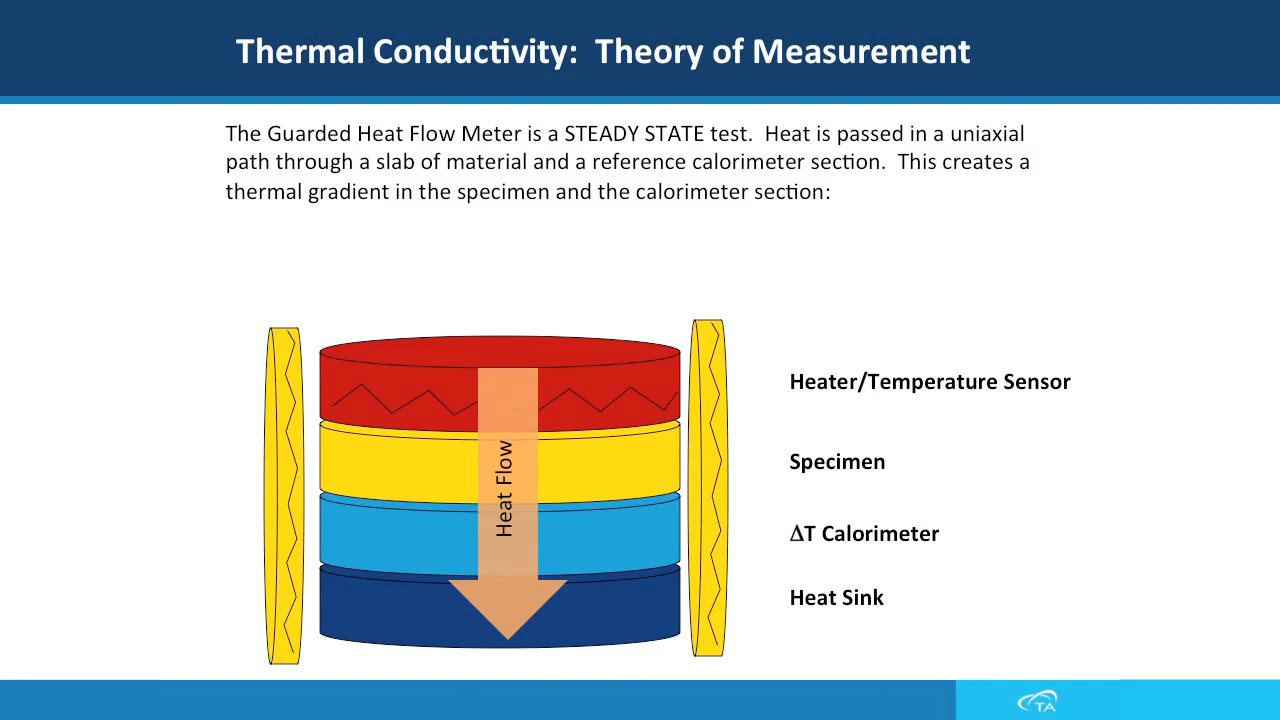 Thermal Conductivity:  Theory of Measurement
The Guarded Heat Flow Meter is a STEADY STATE test.  Heat is passed in a uniaxial
path through a slab of material and a reference calorimeter section.  This creates a
thermal gradient in the specimen and the calorimeter section:
Heater/Temperature Sensor
Heat Flow
Specimen
ΔT Calorimeter
Heat Sink
TA